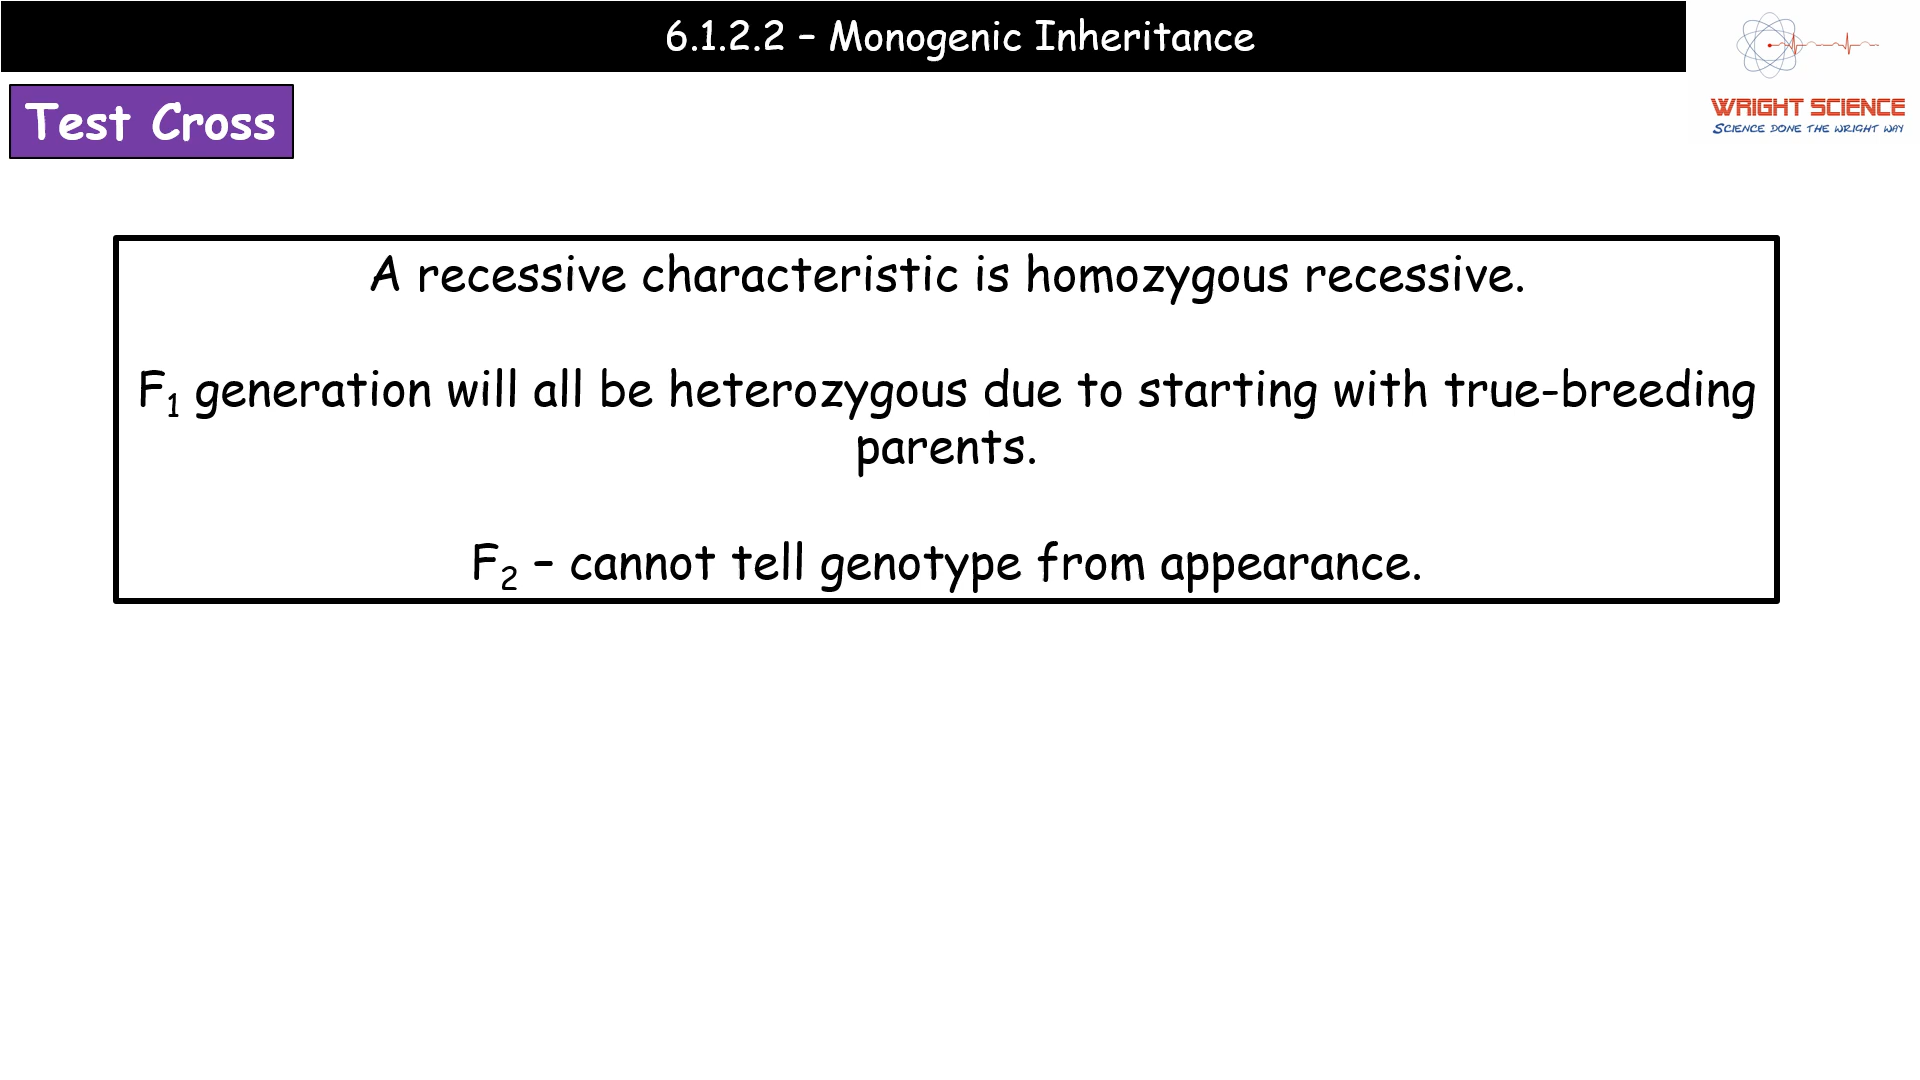 6.1.2.2 – Monogenic Inheritance
WRIGHT SCIENCE
SCIENCE DONE THE WRIGHT WAY
Test Cross
A recessive characteristic is homozygous recessive.
F₁ generation will all be heterozygous due to starting with true-breeding
parents.
F₂ – cannot tell genotype from appearance.